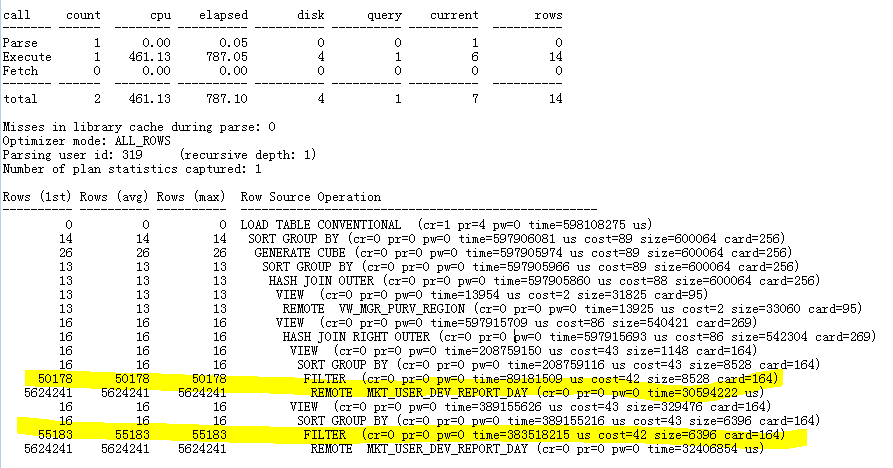 call     count       cpu    elapsed       disk      query    current        rows
------- ------  -------- ---------- ---------- ---------- ----------  ----------
Parse        1      0.00       0.05          0          0          1           0
Execute      1    461.13     787.05          4          1          6          14
Fetch        0      0.00       0.00          0          0          0           0
------- ------  -------- ---------- ---------- ---------- ----------  ----------
total        2    461.13     787.10          4          1          7          14
Misses in library cache during parse: 0
Optimizer mode: ALL_ROWS
Parsing user id: 319     (recursive depth: 1)
Number of plan statistics captured: 1
Rows (1st) Rows (avg) Rows (max)  Row Source Operation
---------- ---------- ----------  ---------------------------------------------------
         0          0          0  LOAD TABLE CONVENTIONAL  (cr=1 pr=4 pw=0 time=598108275 us)
        14         14         14   SORT GROUP BY (cr=0 pr=0 pw=0 time=597906081 us cost=89 size=600064 card=256)
        26         26         26    GENERATE CUBE (cr=0 pr=0 pw=0 time=597905974 us cost=89 size=600064 card=256)
        13         13         13     SORT GROUP BY (cr=0 pr=0 pw=0 time=597905966 us cost=89 size=600064 card=256)
        13         13         13      HASH JOIN OUTER (cr=0 pr=0 pw=0 time=597905860 us cost=88 size=600064 card=256)
        13         13         13       VIEW  (cr=0 pr=0 pw=0 time=13954 us cost=2 size=31825 card=95)
        13         13         13        REMOTE  VW_MGR_PURV_REGION (cr=0 pr=0 pw=0 time=13925 us cost=2 size=33060 card=95)
        16         16         16       VIEW  (cr=0 pr=0 pw=0 time=597915709 us cost=86 size=540421 card=269)
        16         16         16        HASH JOIN RIGHT OUTER (cr=0 pr=0 pw=0 time=597915693 us cost=86 size=542304 card=269)
        16         16         16         VIEW  (cr=0 pr=0 pw=0 time=208759150 us cost=43 size=1148 card=164)
        16         16         16          SORT GROUP BY (cr=0 pr=0 pw=0 time=208759116 us cost=43 size=8528 card=164)
     50178      50178      50178           FILTER  (cr=0 pr=0 pw=0 time=89181509 us cost=42 size=8528 card=164)
   5624241    5624241    5624241            REMOTE  MKT_USER_DEV_REPORT_DAY (cr=0 pr=0 pw=0 time=30594222 us)
        16         16         16         VIEW  (cr=0 pr=0 pw=0 time=389155626 us cost=43 size=329476 card=164)
        16         16         16          SORT GROUP BY (cr=0 pr=0 pw=0 time=389155216 us cost=43 size=6396 card=164)
     55183      55183      55183           FILTER  (cr=0 pr=0 pw=0 time=383518215 us cost=42 size=6396 card=164)
   5624241    5624241    5624241            REMOTE  MKT_USER_DEV_REPORT_DAY (cr=0 pr=0 pw=0 time=32406854 us)